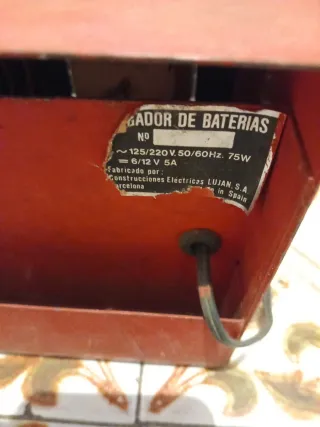 GADOR DE BATERIAS
Nº
~ 125/220 V. 50/60Hz. 75W
= 6/12 V 5A
Fabricado por:
Construcciones Eléctricas LUJAN, S.A.
Barcelona in Spain